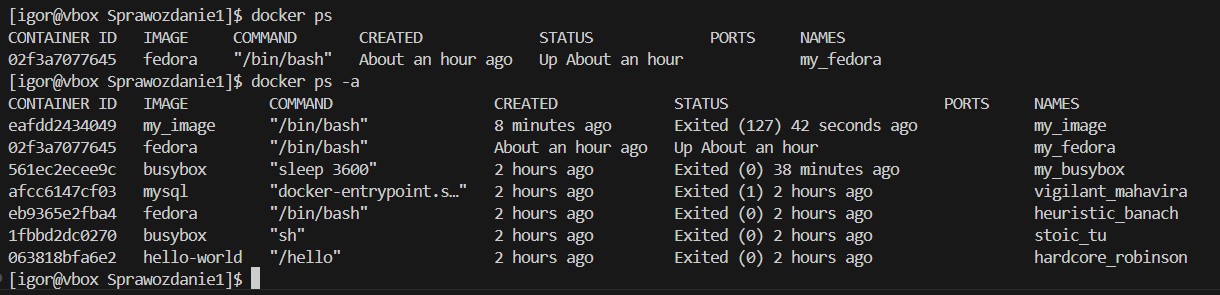 [igor@vbox Sprawozdanie1]$ docker ps
CONTAINER ID   IMAGE     COMMAND       CREATED             STATUS             PORTS     NAMES
02f3a7077645   fedora    "/bin/bash"   About an hour ago   Up About an hour             my_fedora
[igor@vbox Sprawozdanie1]$ docker ps -a
CONTAINER ID   IMAGE         COMMAND                  CREATED             STATUS                        PORTS     NAMES
eafdd2434049   my_image      "/bin/bash"              8 minutes ago       Exited (127) 42 seconds ago             my_image
02f3a7077645   fedora        "/bin/bash"              About an hour ago   Up About an hour                        my_fedora
561ec2ecee9c   busybox       "sleep 3600"             2 hours ago         Exited (0) 38 minutes ago               my_busybox
afcc6147cf03   mysql         "docker-entrypoint.s…"   2 hours ago         Exited (1) 2 hours ago                  vigilant_mahavira
eb9365e2fba4   fedora        "/bin/bash"              2 hours ago         Exited (0) 2 hours ago                  heuristic_banach
1fbbd2dc0270   busybox       "sh"                     2 hours ago         Exited (0) 2 hours ago                  stoic_tu
063818bfa6e2   hello-world   "/hello"                 2 hours ago         Exited (0) 2 hours ago                  hardcore_robinson
[igor@vbox Sprawozdanie1]$